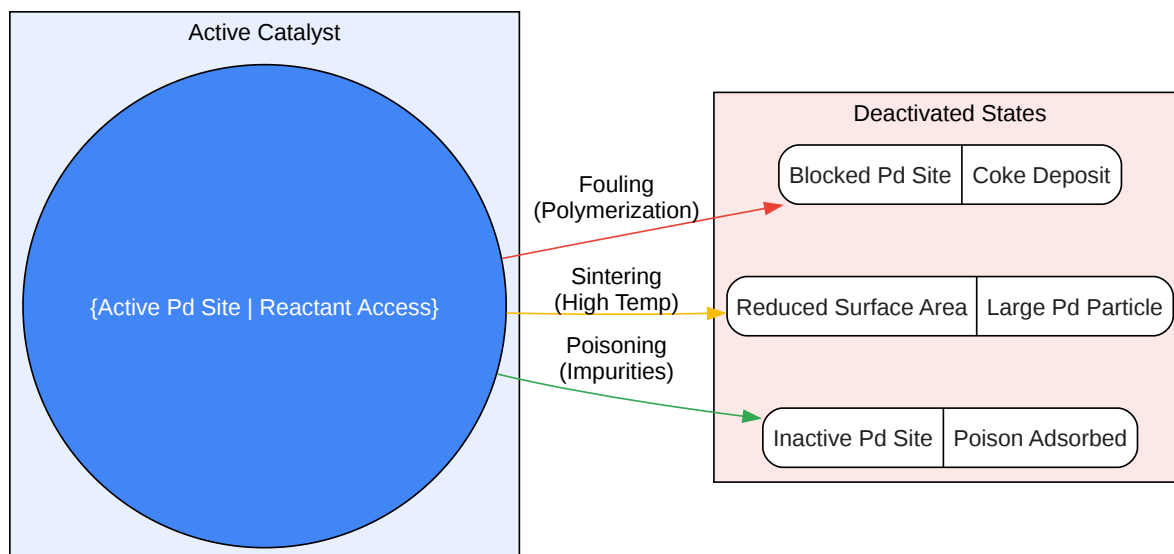 Active Catalyst
{Active Pd Site | Reactant Access}
Fouling
(Polymerization)
Sintering
(High Temp)
Poisoning
(Impurities)
Deactivated States
Blocked Pd Site
Coke Deposit
Reduced Surface Area
Large Pd Particle
Inactive Pd Site
Poison Adsorbed